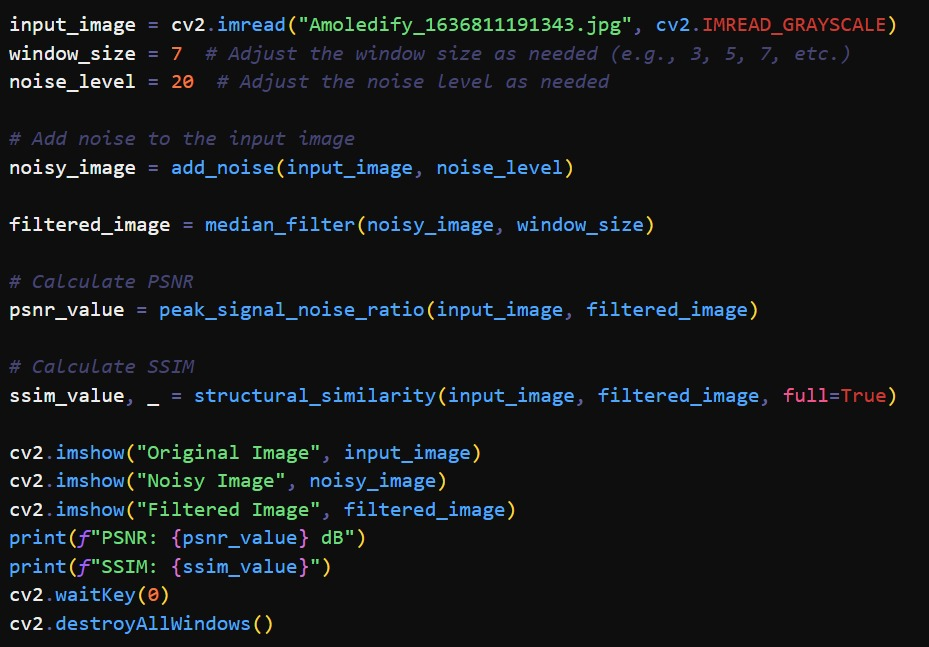 input_image = cv2.imread("Amoledify_1636811191343.jpg", cv2.IMREAD_GRAYSCALE)
window_size = 7  # Adjust the window size as needed (e.g., 3, 5, 7, etc.)
noise_level = 20  # Adjust the noise level as needed
# Add noise to the input image
noisy_image = add_noise(input_image, noise_level)
filtered_image = median_filter(noisy_image, window_size)
# Calculate PSNR
psnr_value = peak_signal_noise_ratio(input_image, filtered_image)
# Calculate SSIM
ssim_value, _ = structural_similarity(input_image, filtered_image, full=True)
cv2.imshow("Original Image", input_image)
cv2.imshow("Noisy Image", noisy_image)
cv2.imshow("Filtered Image", filtered_image)
print(f"PSNR: {psnr_value} dB")
print(f"SSIM: {ssim_value}")
cv2.waitKey(0)
cv2.destroyAllWindows()